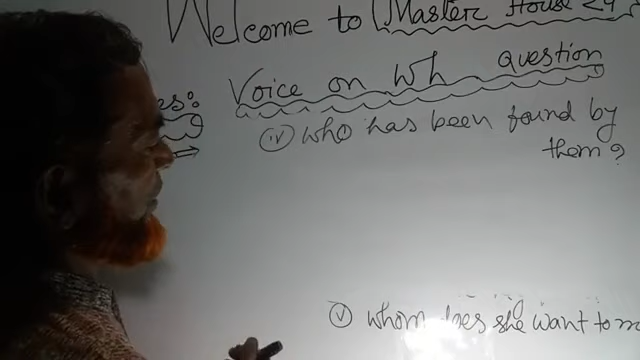 Welcome to Master House 24
Voice on Wh question
es:
(iv) who has been found by
them?
(v) whom does she want to